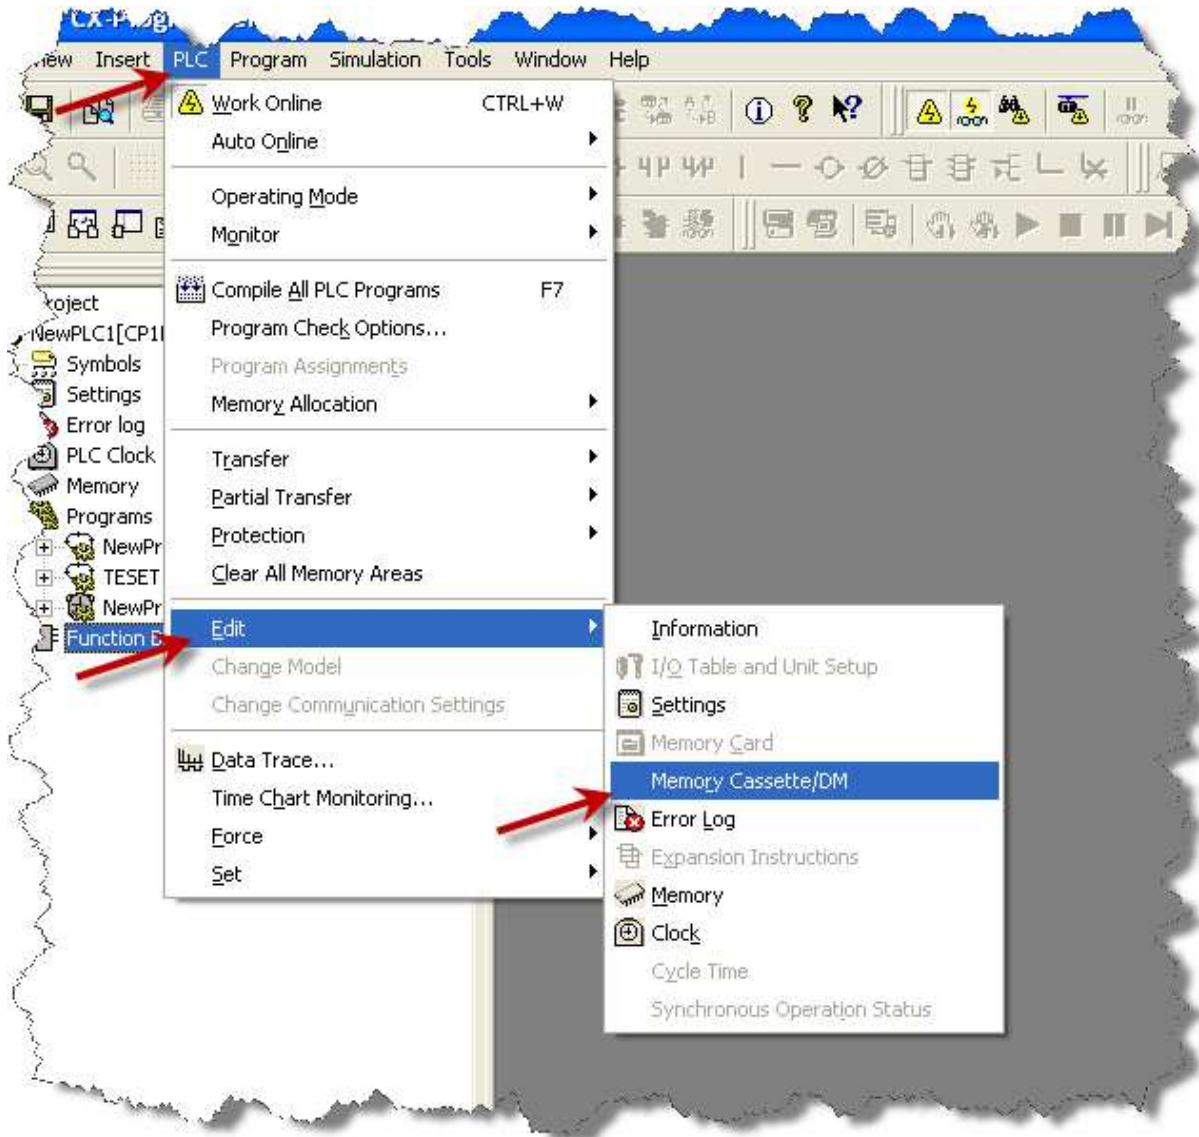 View Insert PLC Program Simulation Tools Window Help
Work Online CTRL+W
Auto Online
Operating Mode
Monitor
Compile All PLC Programs F7
Program Check Options...
Program Assignments
Memory Allocation
Transfer
Partial Transfer
Protection
Clear All Memory Areas
Edit
Change Model
Change Communication Settings
Data Trace...
Time Chart Monitoring...
Force
Set
Information
I/O Table and Unit Setup
Settings
Memory Card
Memory Cassette/DM
Error Log
Expansion Instructions
Memory
Clock
Cycle Time
Synchronous Operation Status
NewPLC1[CP1
Symbols
Settings
Error log
PLC Clock
Memory
Programs
NewPr
TESET
NewPr
Function